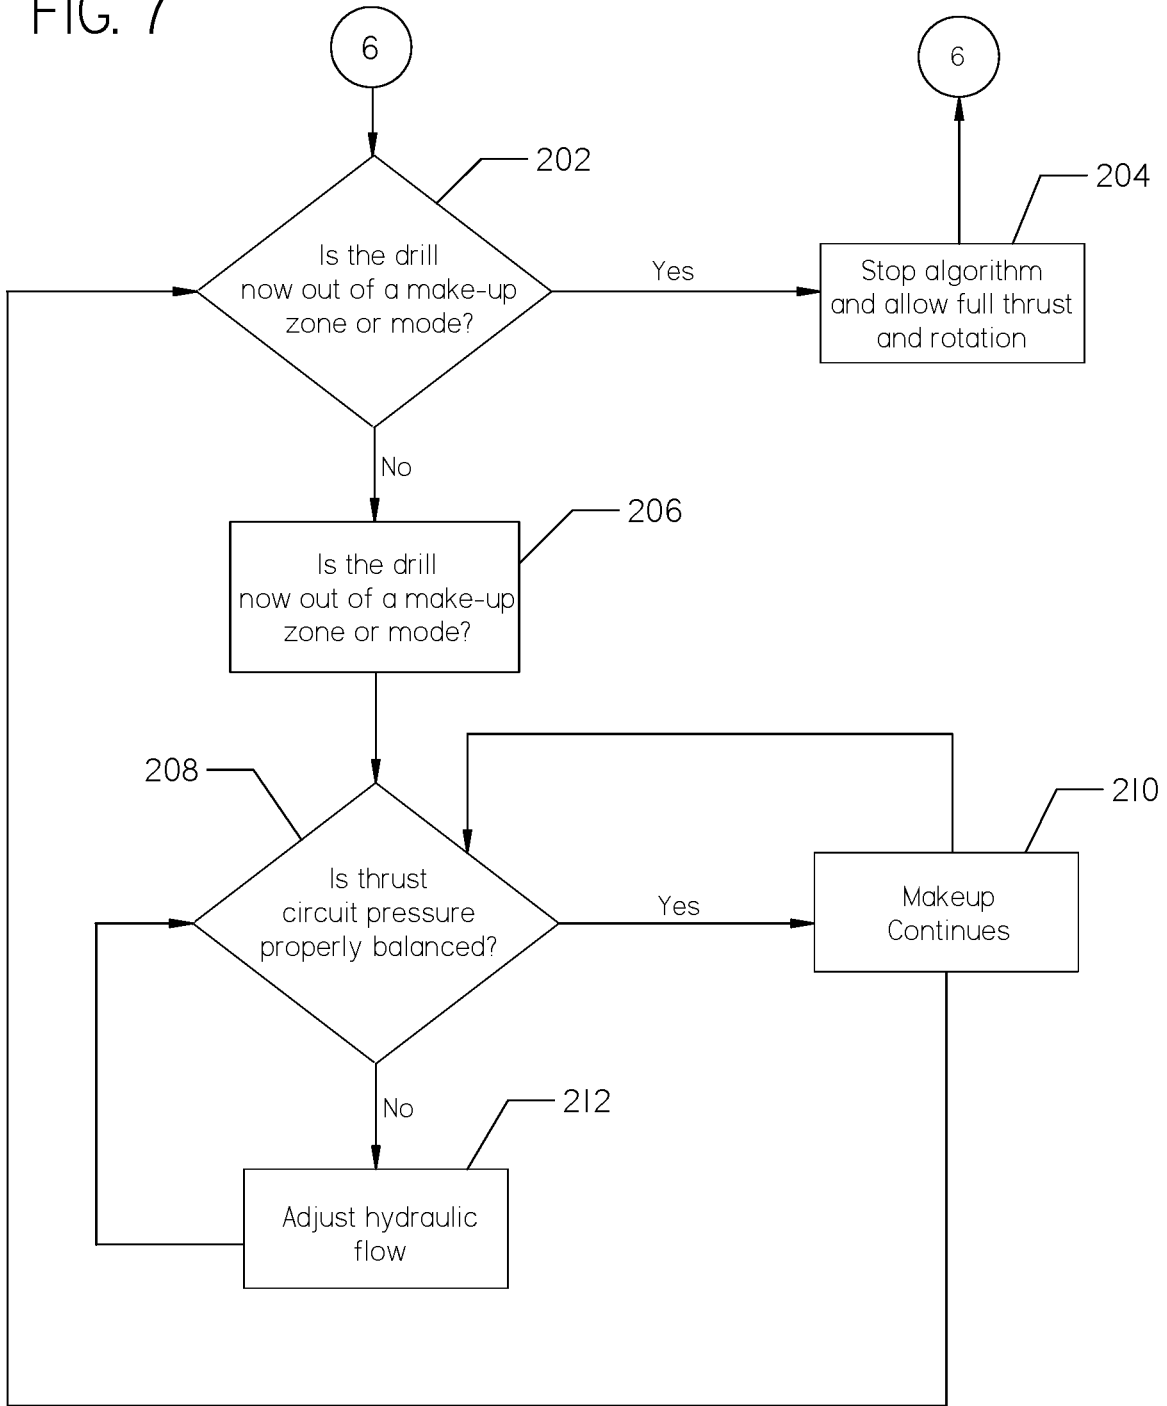 FIG. 7
6
6
202
204
Is the drill
now out of a make-up
zone or mode?
Yes
Stop algorithm
and allow full thrust
and rotation
No
206
Is the drill
now out of a make-up
zone or mode?
208
210
Is thrust
circuit pressure
properly balanced?
Yes
Makeup
Continues
No
212
Adjust hydraulic
flow